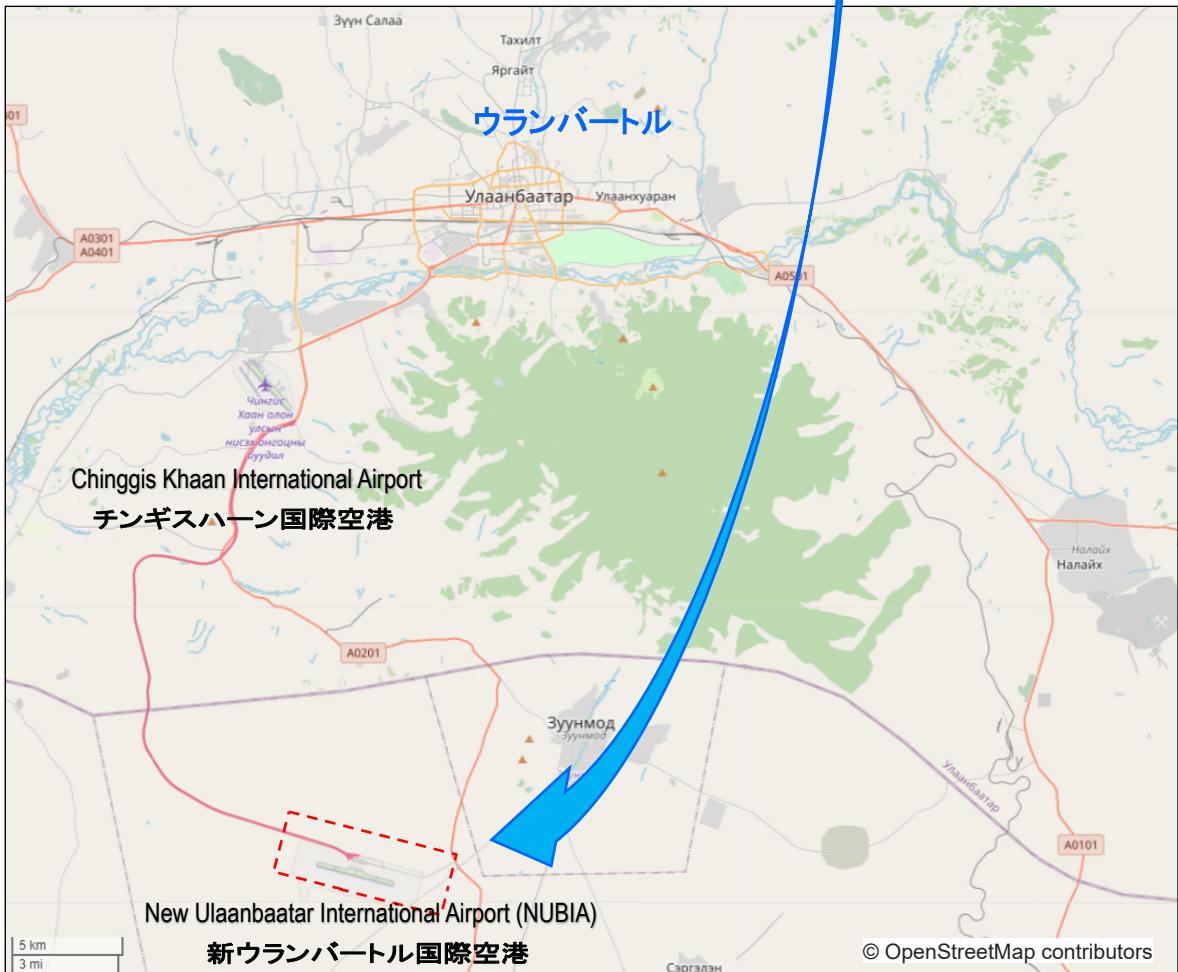 Зүүн Салаа
Тахилт
Яргайт
ウランバートル
Улаанбаатар
Улаанхуаран
A0301
A0401
A0501
Чингис
Хаан олон
улсын
нисэх онгоцны
буудал
Chinggis Khaan International Airport
チンギスハーン国際空港
Налайх
Налайх
A0201
Зуунмод
Зуунмод
Улаанбаатар
A0101
New Ulaanbaatar International Airport (NUBIA)
新ウランバートル国際空港
5 km
3 mi
Сэргэлэн
© OpenStreetMap contributors